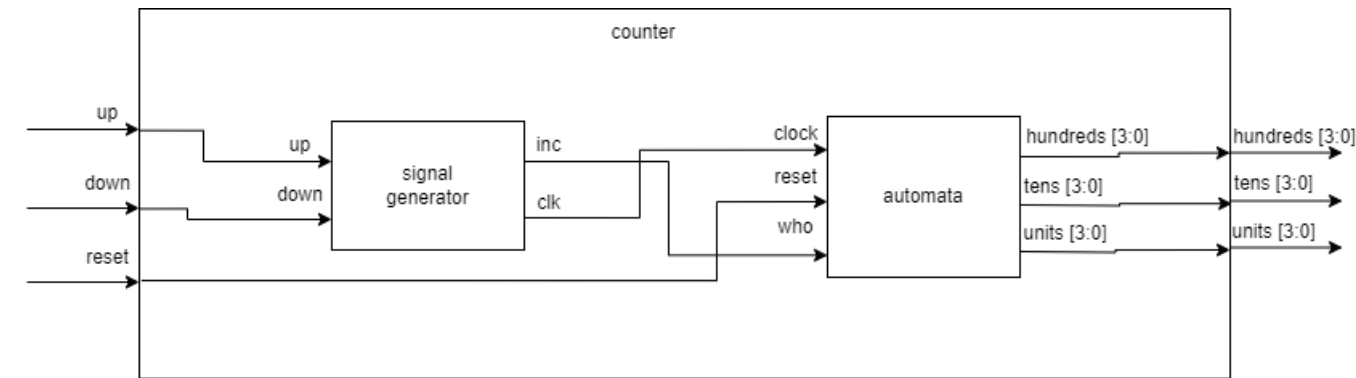 counter
up
down
reset
up
down
signal
generator
inc
clk
clock
reset
who
automata
hundreds [3:0]
tens [3:0]
units [3:0]
hundreds [3:0]
tens [3:0]
units [3:0]